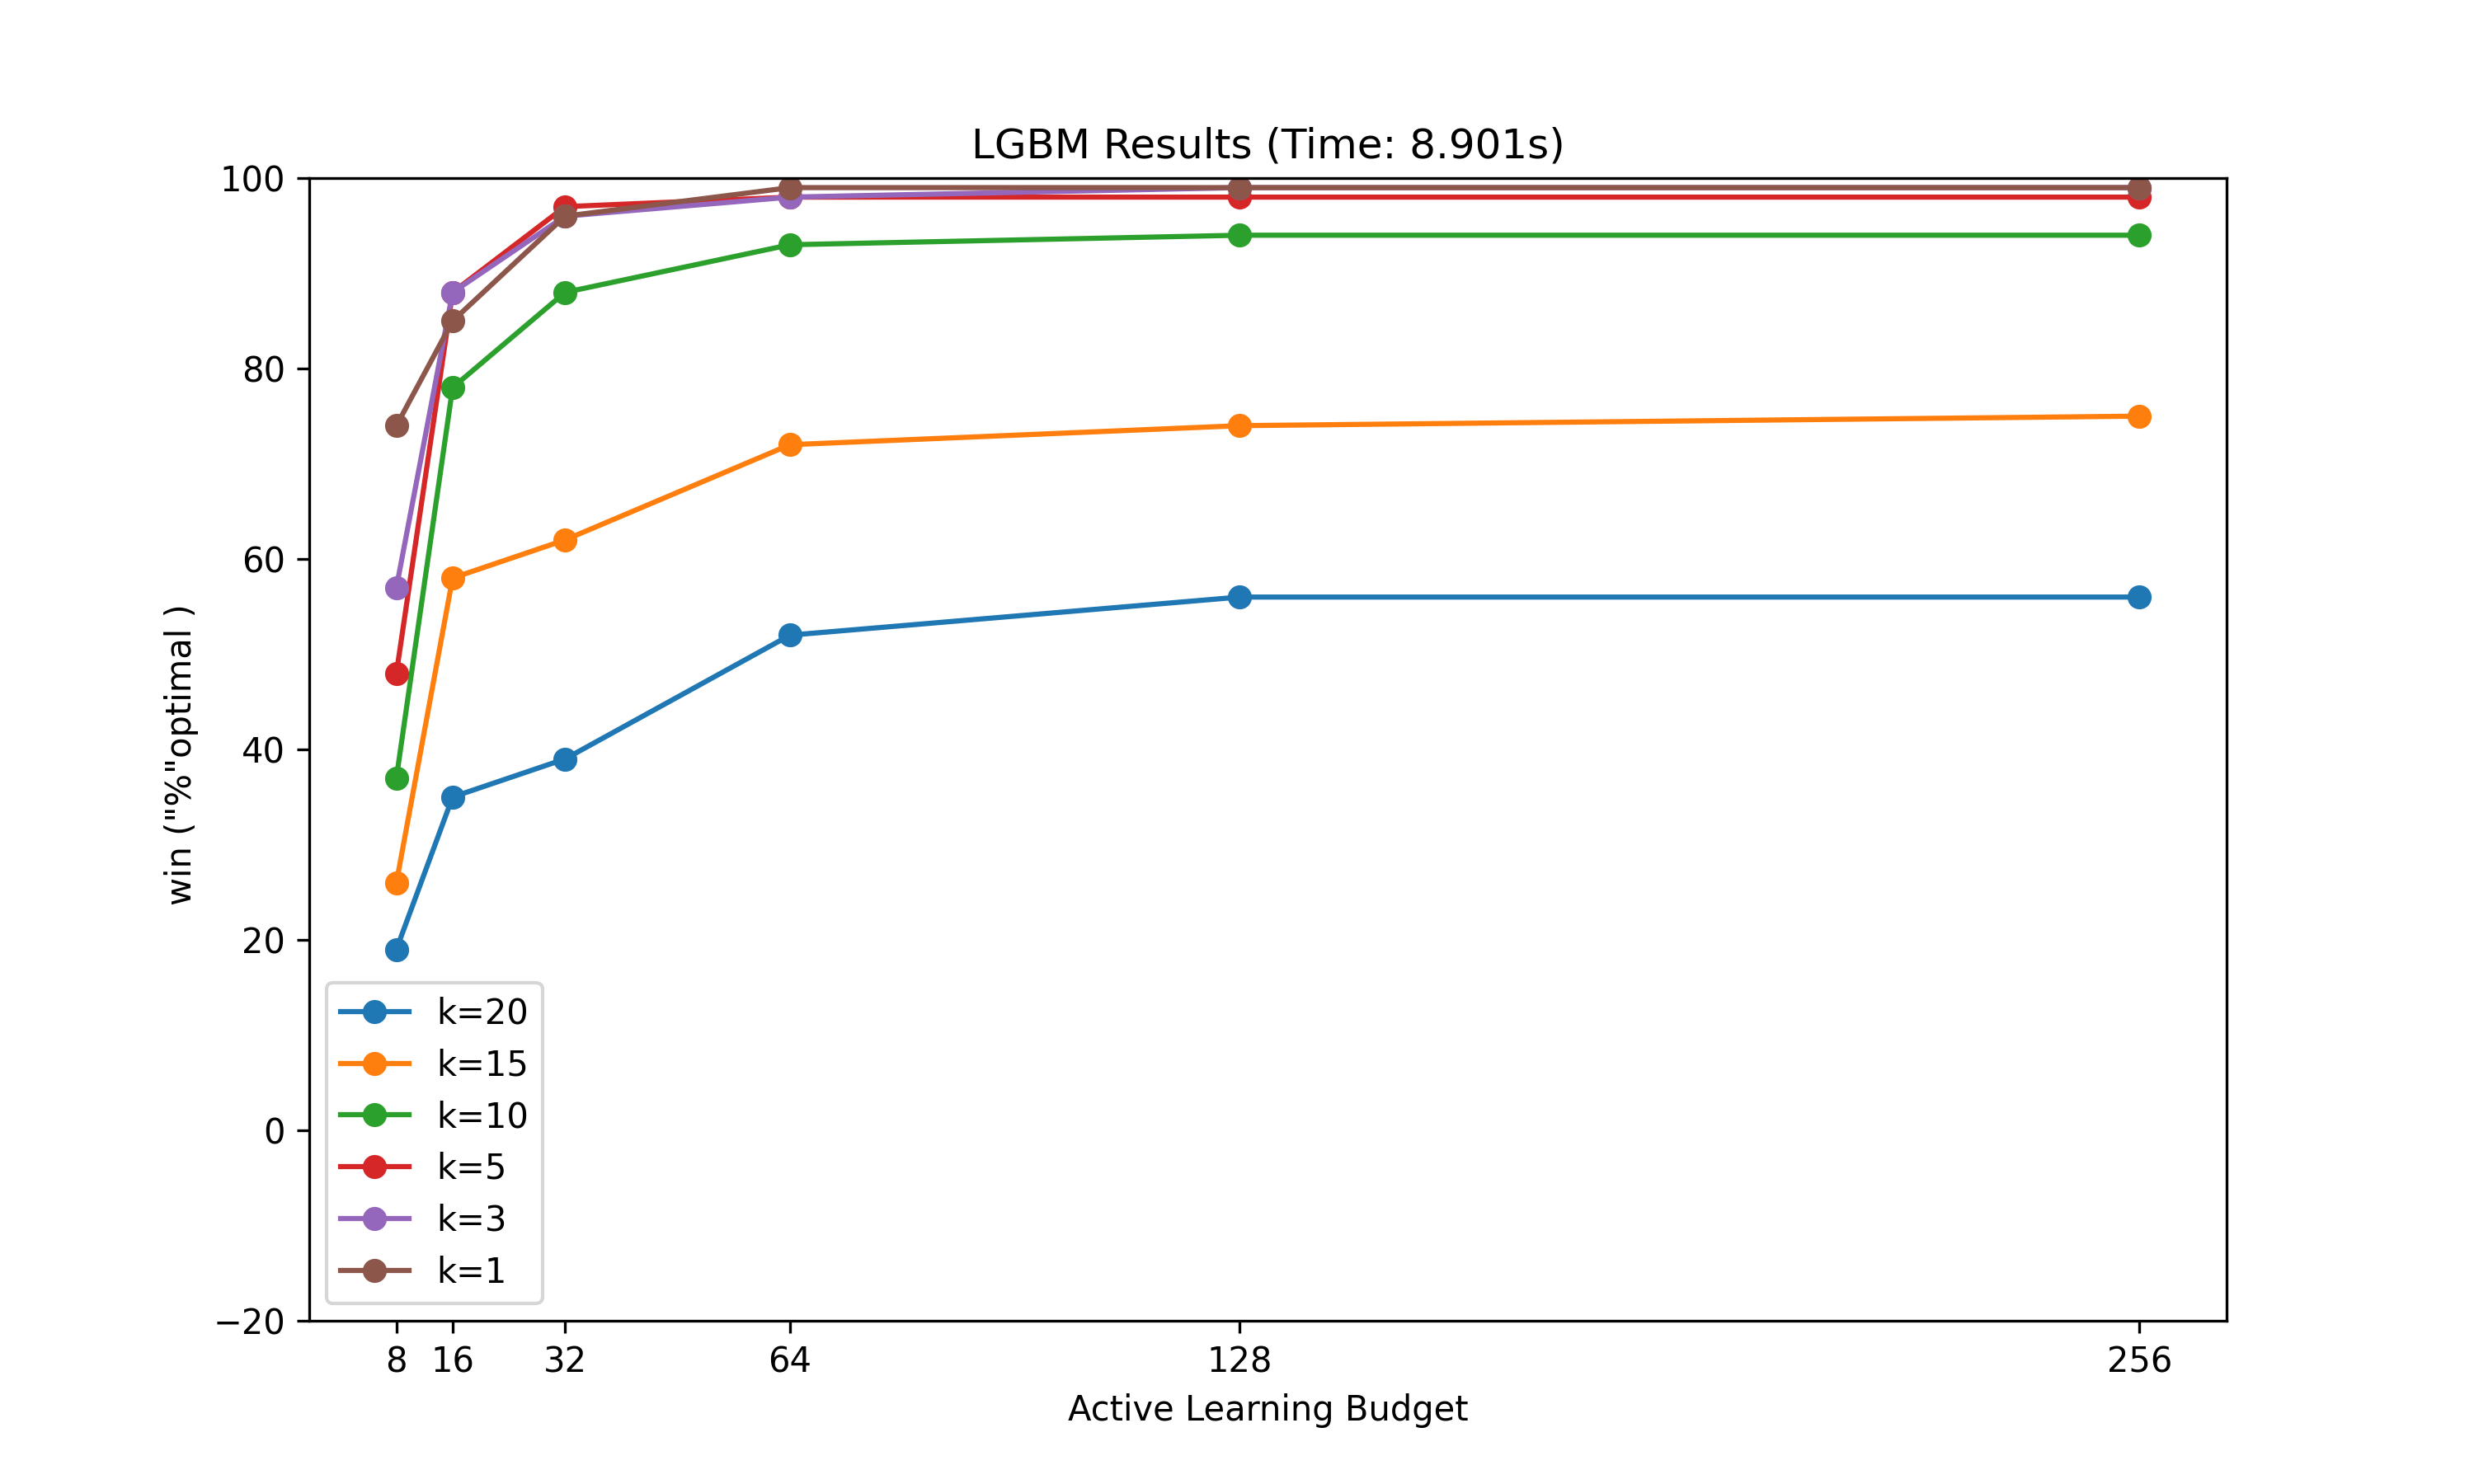 LGBM Results (Time: 8.901s)
100
80
60
40
20
0
−20
win ("%"optimal )
k=20
k=15
k=10
k=5
k=3
k=1
8 16 32 64 128 256
Active Learning Budget